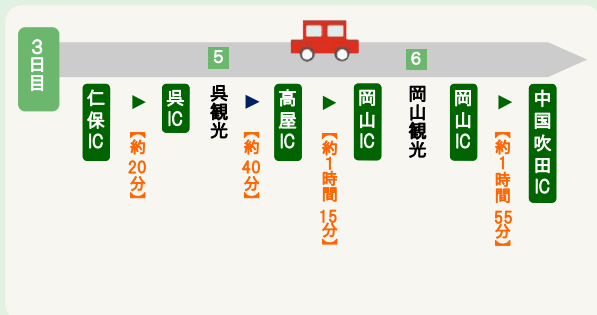 3日目
5
6
仁保IC
【約20分】
呉IC
呉観光
【約40分】
高屋IC
【約1時間15分】
岡山IC
岡山観光
岡山IC
【約1時間55分】
中国吹田IC